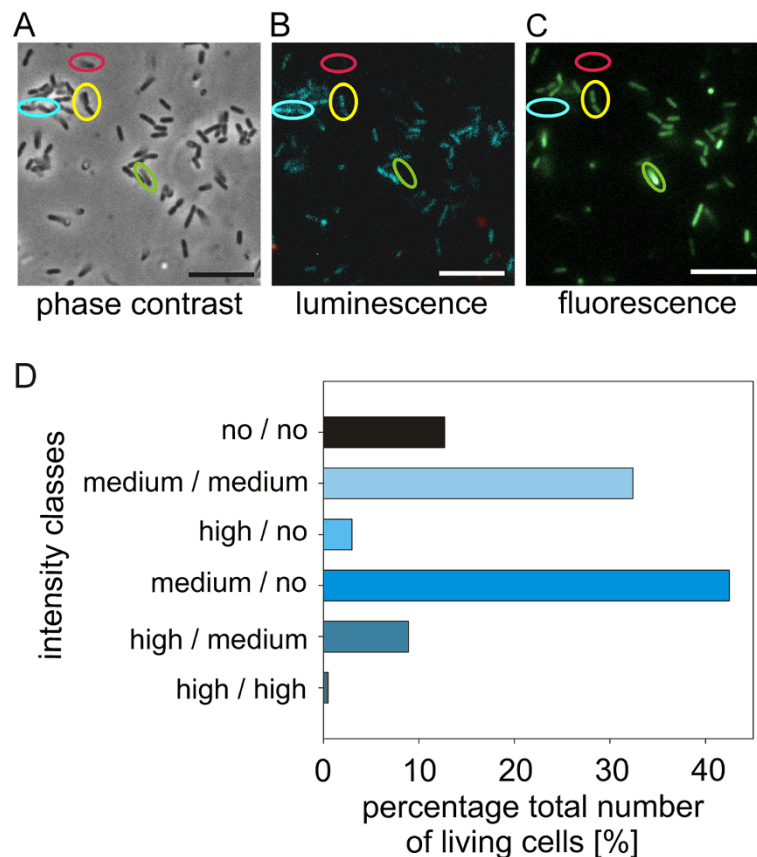 A
B
C
phase contrast
luminescence
fluorescence
D
intensity classes
no / no
medium / medium
high / no
medium / no
high / medium
high / high
0
10
20
30
40
percentage total number
of living cells [%]